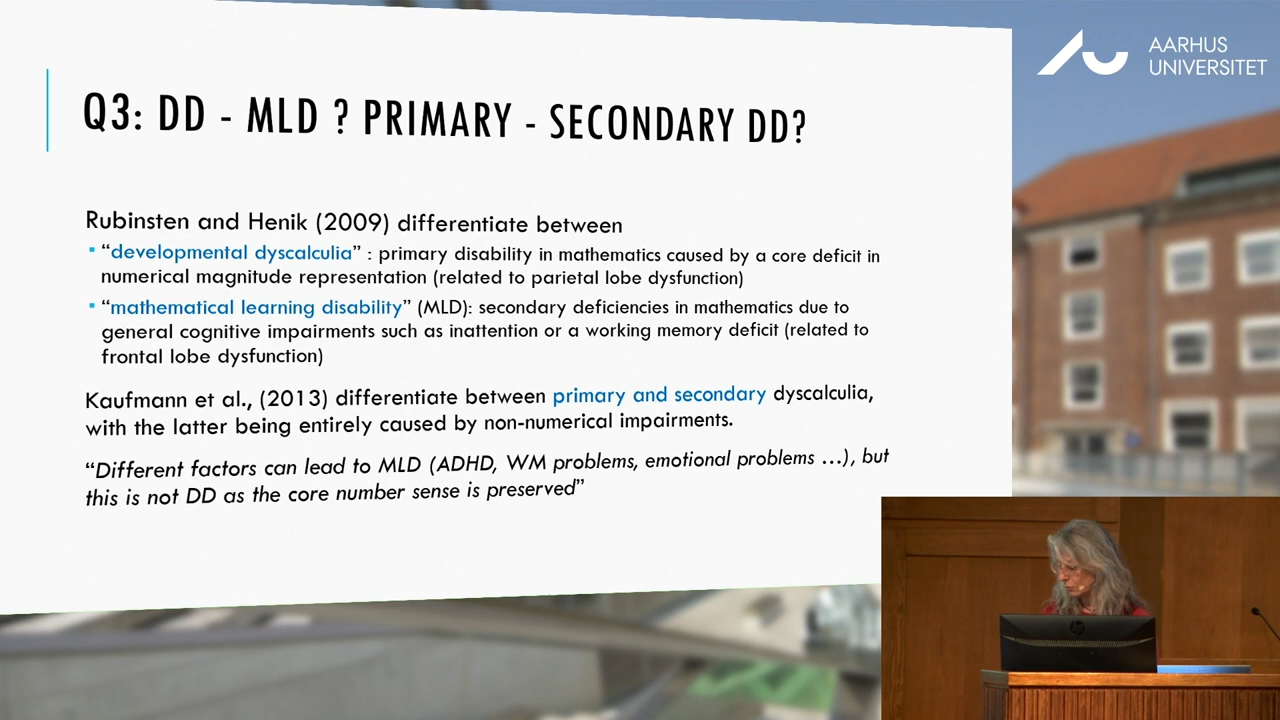 AARHUS
UNIVERSITET
Q3: DD - MLD ? PRIMARY - SECONDARY DD?
Rubinsten and Henik (2009) differentiate between
▪ “developmental dyscalculia” : primary disability in mathematics caused by a core deficit in
numerical magnitude representation (related to parietal lobe dysfunction)
▪ “mathematical learning disability” (MLD): secondary deficiencies in mathematics due to
general cognitive impairments such as inattention or a working memory deficit (related to
frontal lobe dysfunction)
Kaufmann et al., (2013) differentiate between primary and secondary dyscalculia,
with the latter being entirely caused by non-numerical impairments.
“Different factors can lead to MLD (ADHD, WM problems, emotional problems …), but
this is not DD as the core number sense is preserved”
hp